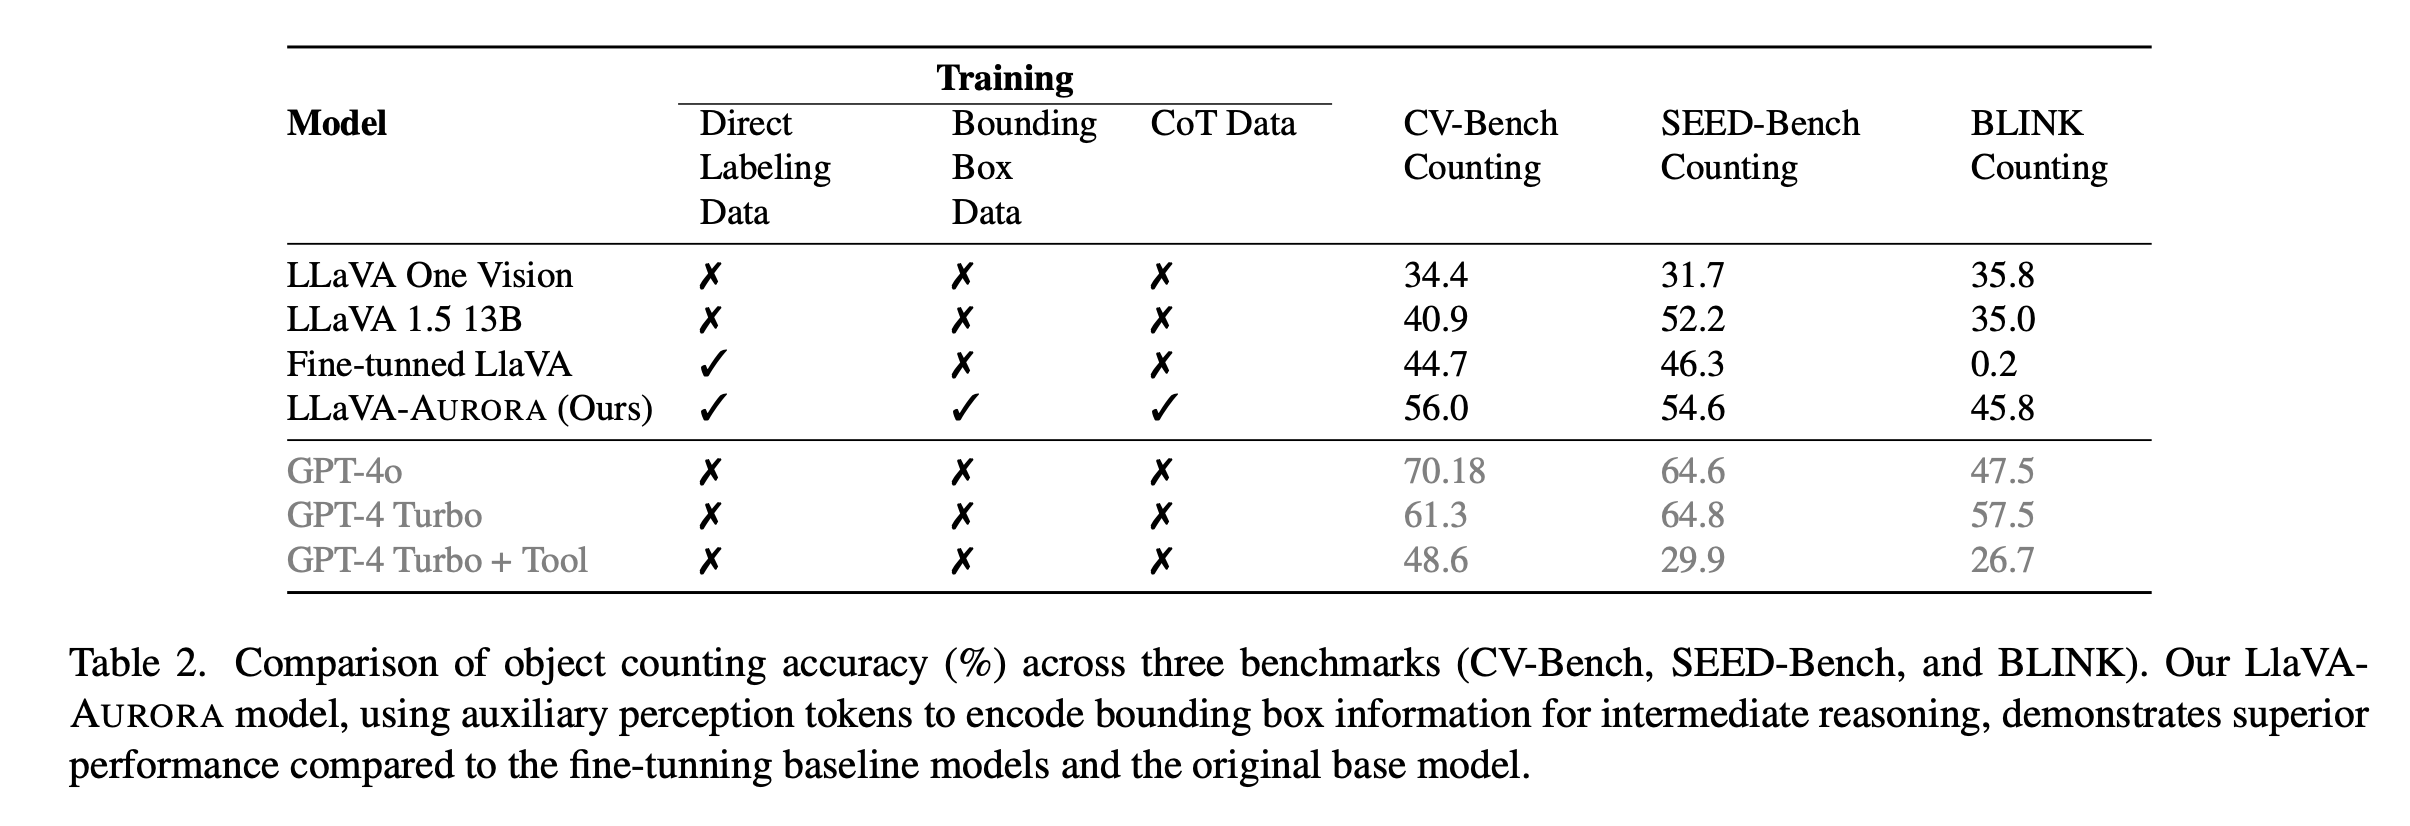 Training
Model Direct Bounding CoT Data CV-Bench SEED-Bench BLINK
Labeling Box Counting Counting Counting
Data Data
LLaVA One Vision ✗ ✗ ✗ 34.4 31.7 35.8
LLaVA 1.5 13B ✗ ✗ ✗ 40.9 52.2 35.0
Fine-tunned LlaVA ✓ ✗ ✗ 44.7 46.3 0.2
LLaVA-AURORA (Ours) ✓ ✓ ✓ 56.0 54.6 45.8
GPT-4o ✗ ✗ ✗ 70.18 64.6 47.5
GPT-4 Turbo ✗ ✗ ✗ 61.3 64.8 57.5
GPT-4 Turbo + Tool ✗ ✗ ✗ 48.6 29.9 26.7
Table 2. Comparison of object counting accuracy (%) across three benchmarks (CV-Bench, SEED-Bench, and BLINK). Our LlaVA-
AURORA model, using auxiliary perception tokens to encode bounding box information for intermediate reasoning, demonstrates superior
performance compared to the fine-tunning baseline models and the original base model.